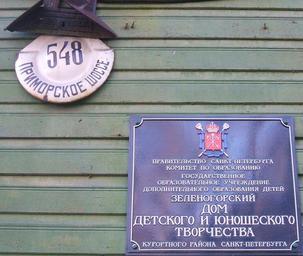 548
ПРИМОРСКОЕ ШОССЕ
ПРАВИТЕЛЬСТВО САНКТ-ПЕТЕРБУРГА
КОМИТЕТ ПО ОБРАЗОВАНИЮ
ГОСУДАРСТВЕННОЕ
ОБРАЗОВАТЕЛЬНОЕ УЧРЕЖДЕНИЕ
ДОПОЛНИТЕЛЬНОГО ОБРАЗОВАНИЯ ДЕТЕЙ
ЗЕЛЕНОГОРСКИЙ
ДОМ
ДЕТСКОГО И ЮНОШЕСКОГО
ТВОРЧЕСТВА
КУРОРТНОГО РАЙОНА САНКТ-ПЕТЕРБУРГА